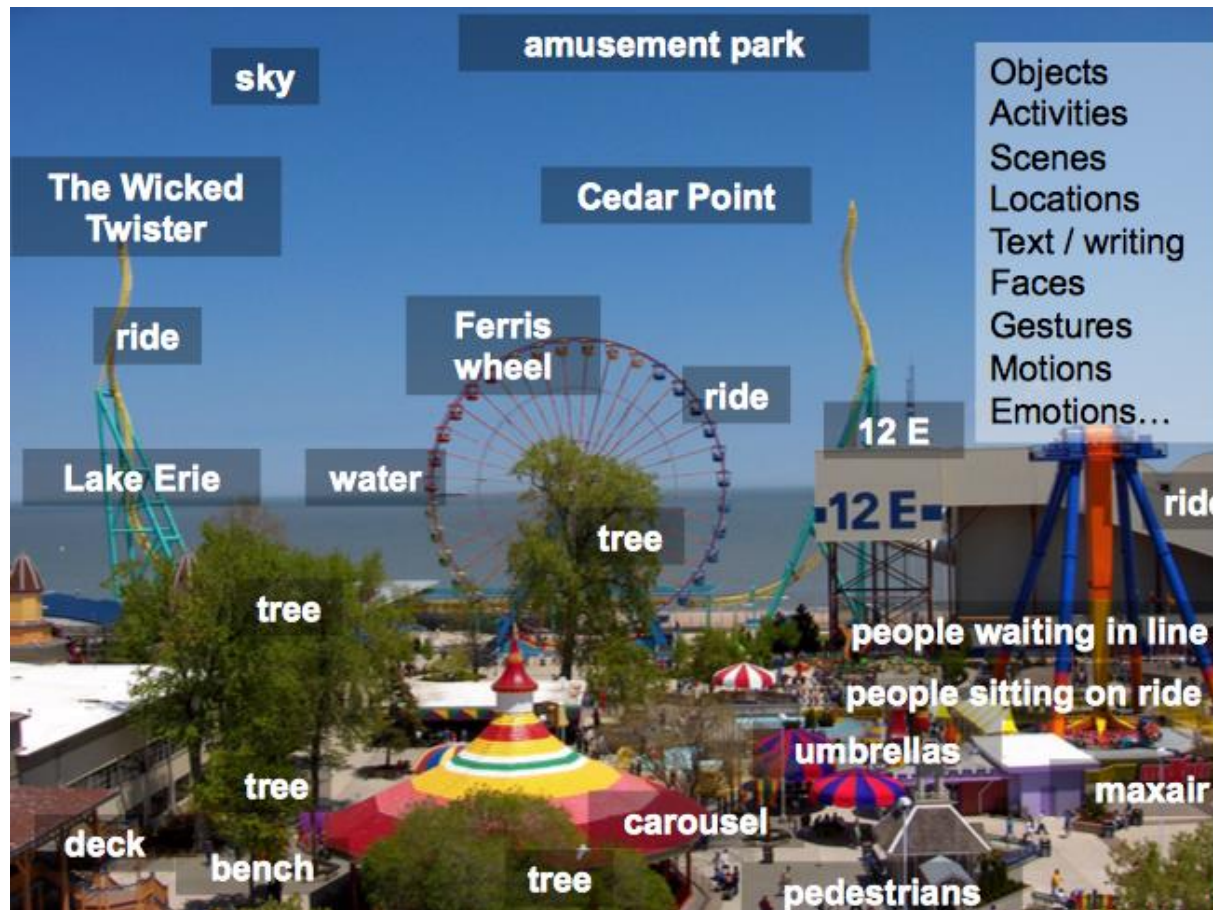 amusement park
sky
Objects
Activities
Scenes
Locations
Text / writing
Faces
Gestures
Motions
Emotions…
The Wicked
Twister
Cedar Point
ride
Ferris
wheel
ride
12 E
Lake Erie
water
12 E
ride
tree
tree
people waiting in line
people sitting on ride
umbrellas
tree
maxair
carousel
deck
bench
tree
pedestrians